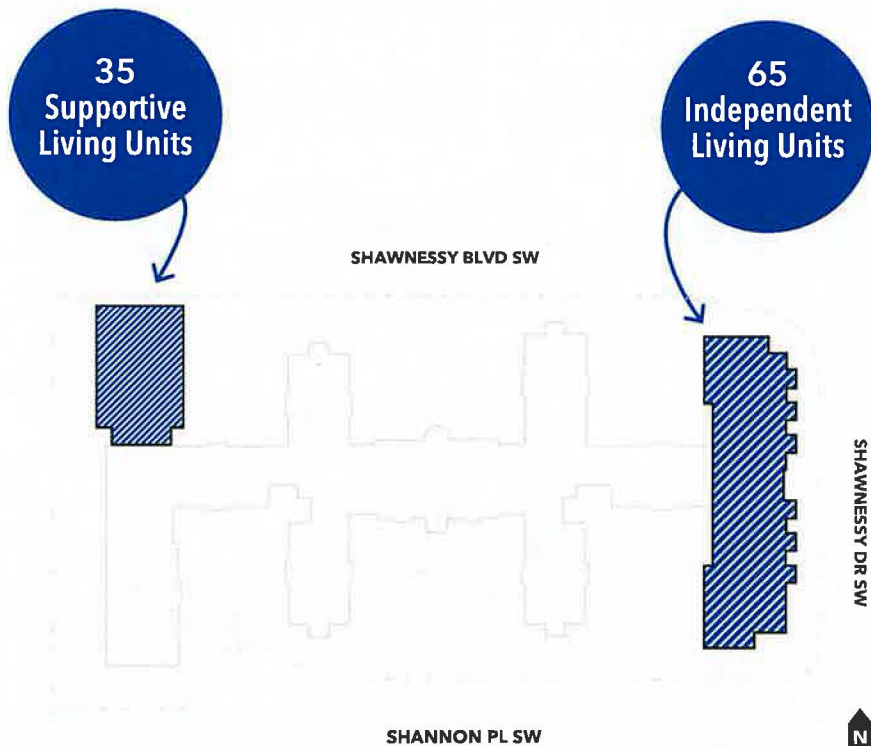 35
Supportive
Living Units
65
Independent
Living Units
SHAWNESSY BLVD SW
SHAWNESSY DR SW
SHANNON PL SW
N